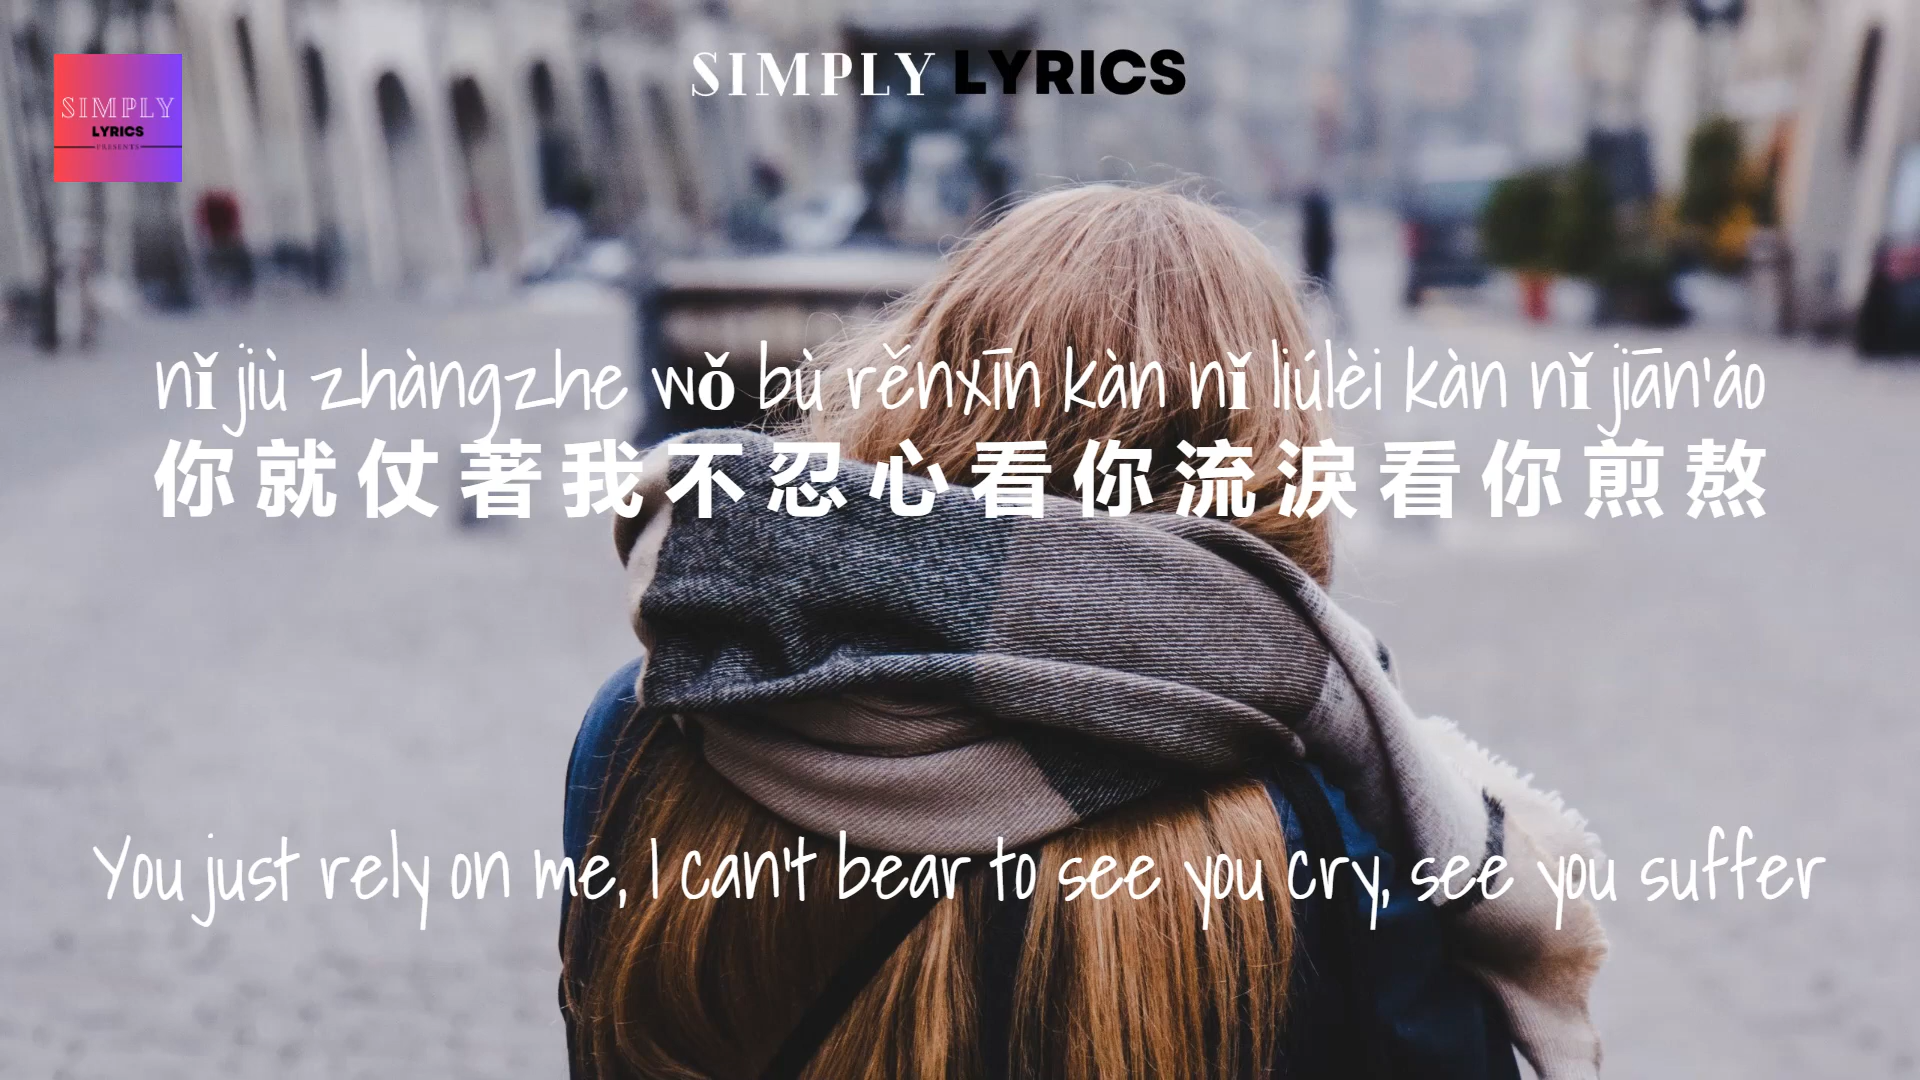 SIMPLY LYRICS
SIMPLY
LYRICS
PRESENTS
nǐ jiù zhàngzhe wǒ bù rěnxīn kàn nǐ liúlèi kàn nǐ jiān'áo
你就仗著我不忍心看你流淚看你煎熬
You just rely on me, I can't bear to see you cry, see you suffer